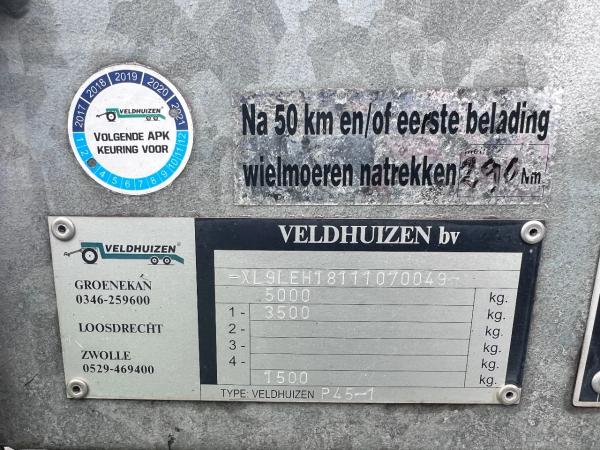 2017 2018 2019 2020 2021
VELDHUIZEN
VOLGENDE APK
KEURING VOOR
1 2 3 4 5 6 7 8 9 10 11 12
Na 50 km en/of eerste belading
wielmoeren natrekken 290 Nm
VELDHUIZEN
GROENEKAN
0346-259600
LOOSDRECHT
ZWOLLE
0529-469400
VELDHUIZEN bv
-XL9LEH18111070049-
5000 kg.
1 - 3500 kg.
2 - kg.
3 - kg.
4 - kg.
1500 kg.
TYPE: VELDHUIZEN P45-1